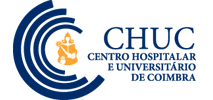 CHUC
CENTRO HOSPITALAR
E UNIVERSITÁRIO
DE COIMBRA